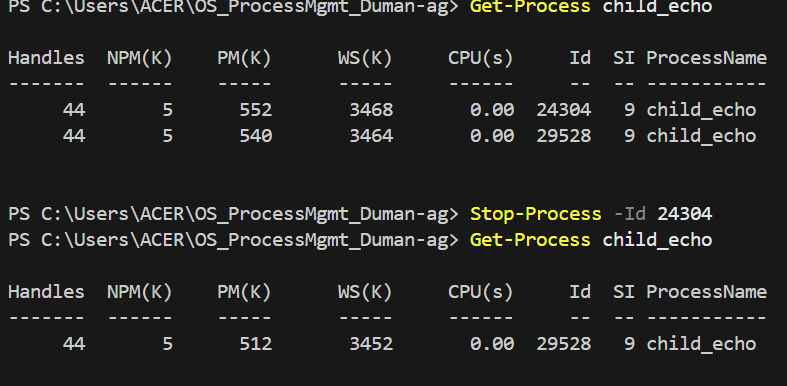 PS C:\Users\ACER\OS_ProcessMgmt_Duman-ag> Get-Process child_echo
Handles  NPM(K)    PM(K)      WS(K)     CPU(s)     Id  SI ProcessName
-------  ------    -----      -----     ------     --  -- -----------
     44       5      552       3468       0.00  24304   9 child_echo
     44       5      540       3464       0.00  29528   9 child_echo
PS C:\Users\ACER\OS_ProcessMgmt_Duman-ag> Stop-Process -Id 24304
PS C:\Users\ACER\OS_ProcessMgmt_Duman-ag> Get-Process child_echo
Handles  NPM(K)    PM(K)      WS(K)     CPU(s)     Id  SI ProcessName
-------  ------    -----      -----     ------     --  -- -----------
     44       5      512       3452       0.00  29528   9 child_echo